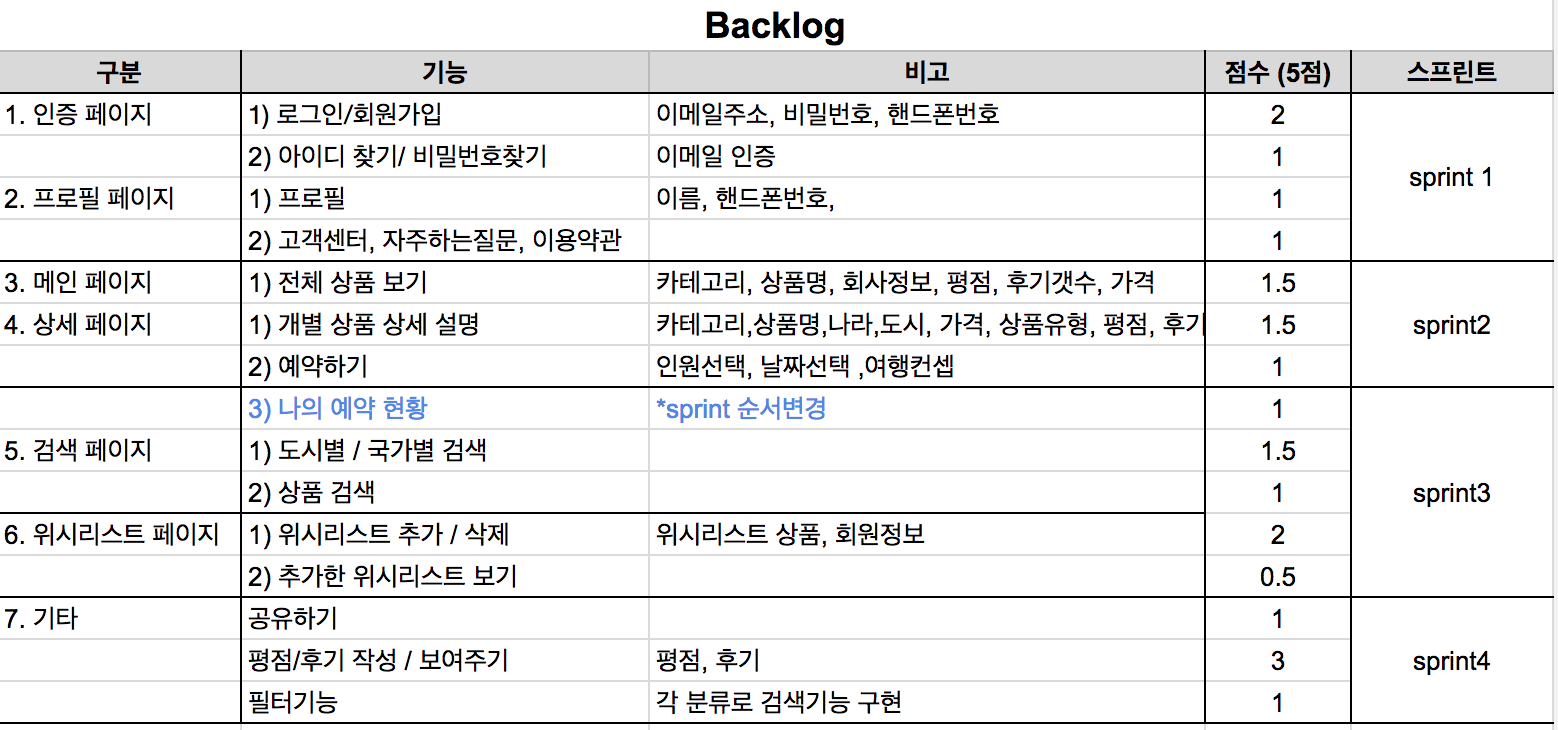 Backlog
구분 기능 비고 점수 (5점) 스프린트
1. 인증 페이지 1) 로그인/회원가입 이메일주소, 비밀번호, 핸드폰번호 2
2) 아이디 찾기/ 비밀번호찾기 이메일 인증 1
sprint 1
2. 프로필 페이지 1) 프로필 이름, 핸드폰번호, 1
2) 고객센터, 자주하는질문, 이용약관 1
3. 메인 페이지 1) 전체 상품 보기 카테고리, 상품명, 회사정보, 평점, 후기갯수, 가격 1.5
4. 상세 페이지 1) 개별 상품 상세 설명 카테고리,상품명,나라,도시, 가격, 상품유형, 평점, 후기 1.5 sprint2
2) 예약하기 인원선택, 날짜선택 ,여행컨셉 1
3) 나의 예약 현황 *sprint 순서변경 1
5. 검색 페이지 1) 도시별 / 국가별 검색 1.5
2) 상품 검색 1 sprint3
6. 위시리스트 페이지 1) 위시리스트 추가 / 삭제 위시리스트 상품, 회원정보 2
2) 추가한 위시리스트 보기 0.5
7. 기타 공유하기 1
평점/후기 작성 / 보여주기 평점, 후기 3 sprint4
필터기능 각 분류로 검색기능 구현 1